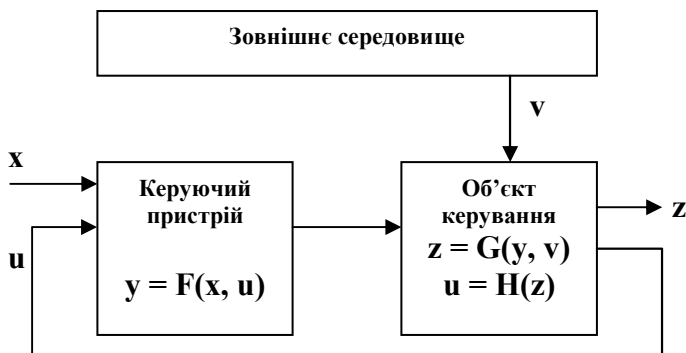 Зовнішнє середовище
v
x
Керуючий
пристрій
y = F(x, u)
u
Об’єкт
керування
z = G(y, v)
u = H(z)
z